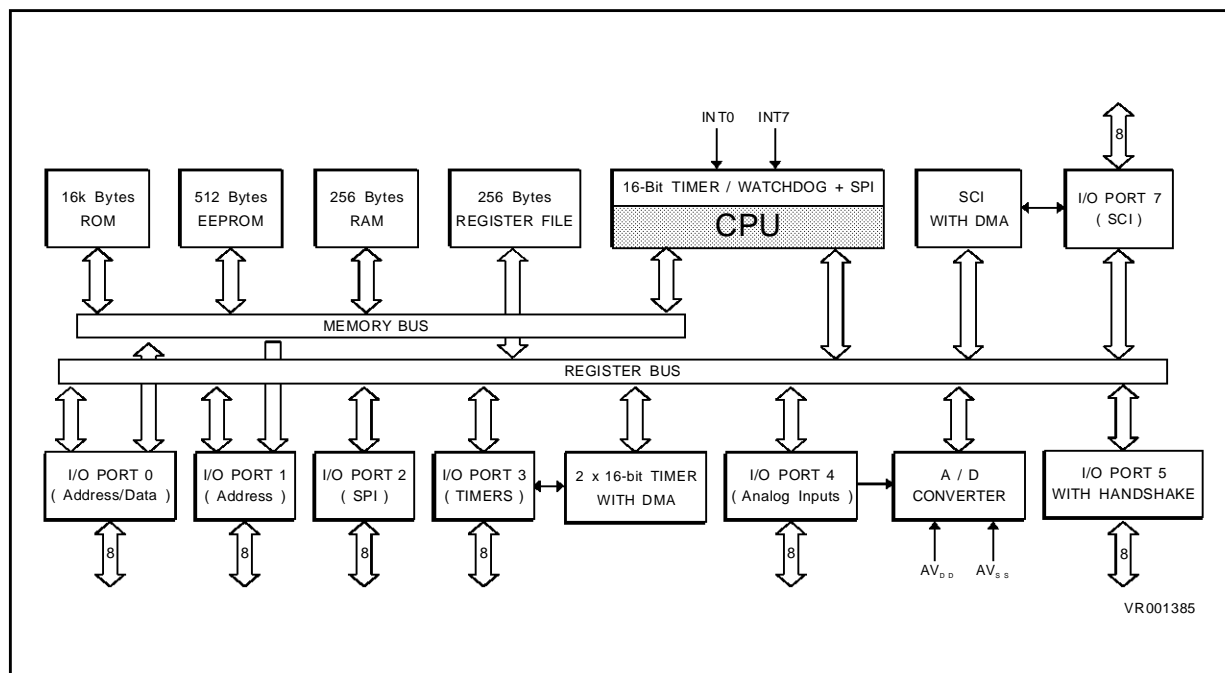 INT0
INT7
8
16k Bytes
ROM
512 Bytes
EEPROM
256 Bytes
RAM
256 Bytes
REGISTER FILE
16-Bit TIMER / WATCHDOG + SPI
CPU
SCI
WITH DMA
I/O PORT 7
( SCI )
MEMORY BUS
REGISTER BUS
I/O PORT 0
( Address/Data )
I/O PORT 1
( Address )
I/O PORT 2
(SPI)
I/O PORT 3
( TIMERS )
2 x 16-bit TIMER
WITH DMA
I/O PORT 4
( Analog Inputs )
A / D
CONVERTER
I/O PORT 5
WITH HANDSHAKE
8
8
8
8
8
AVDD
AVSS
8
VR001385